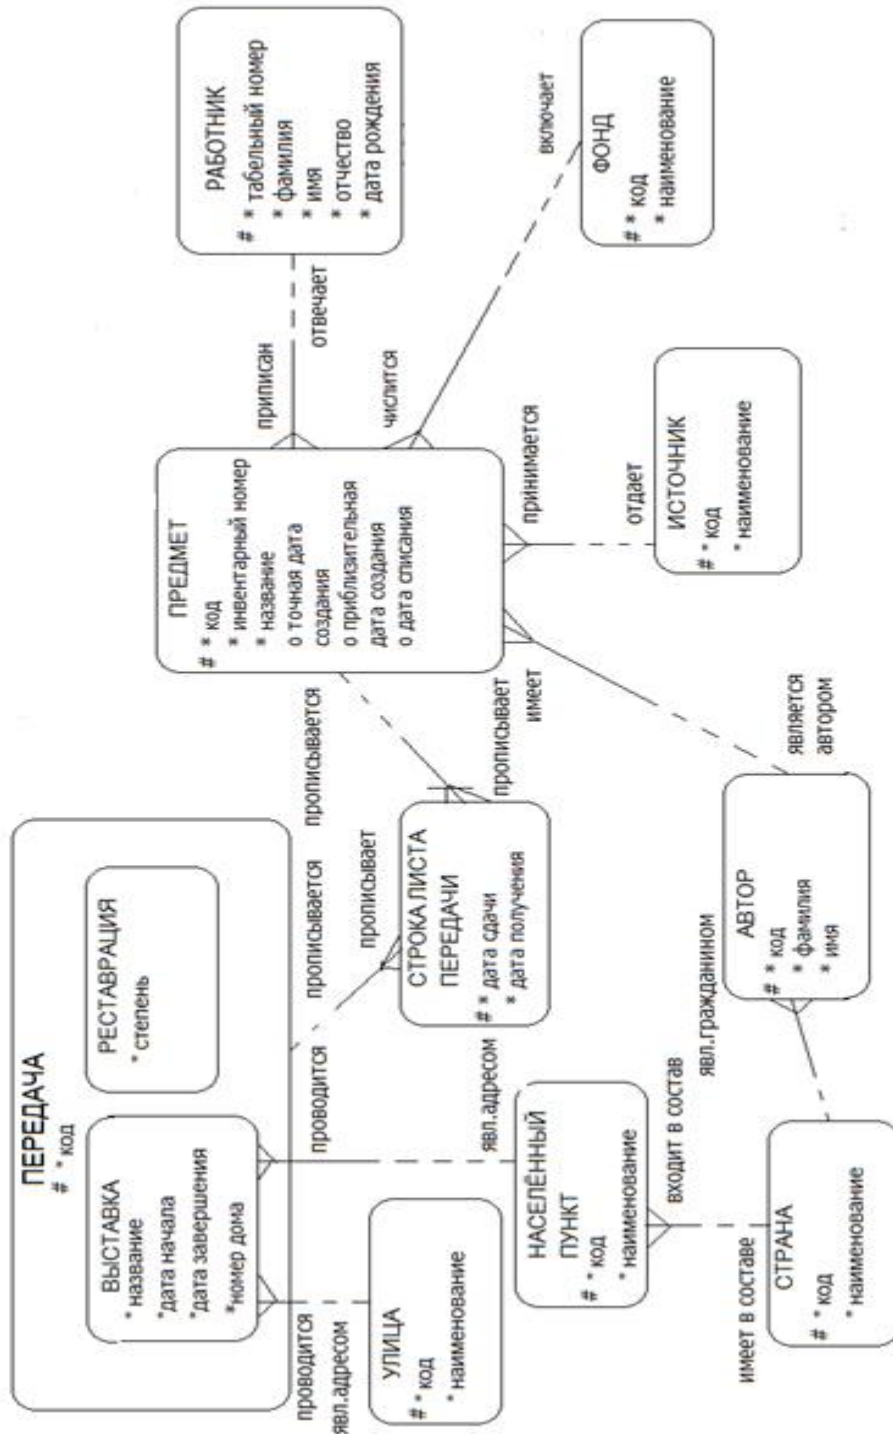 ПЕРЕДАЧА
# * код
ВЫСТАВКА
* название
*дата начала
*дата завершения
*номер дома
РЕСТАВРАЦИЯ
* степень
проводится
явл.адресом
проводится
явл.адресом
прописывается
прописывает
прописывается
прописывает
УЛИЦА
# * код
* наименование
НАСЕЛЁННЫЙ
ПУНКТ
# * код
* наименование
СТРОКА ЛИСТА
ПЕРЕДАЧИ
# * дата сдачи
* дата получения
ПРЕДМЕТ
# * код
* инвентарный номер
* название
о точная дата
создания
о приблизительная
дата создания
о дата списания
приписан
отвечает
РАБОТНИК
# * табельный номер
* фамилия
* имя
* отчество
* дата рождения
числится
включает
ФОНД
# * код
* наименование
принимается
отдает
ИСТОЧНИК
# * код
* наименование
имеет
является
автором
АВТОР
# * код
* фамилия
* имя
явл.гражданином
входит в состав
имеет в составе
СТРАНА
# * код
* наименование